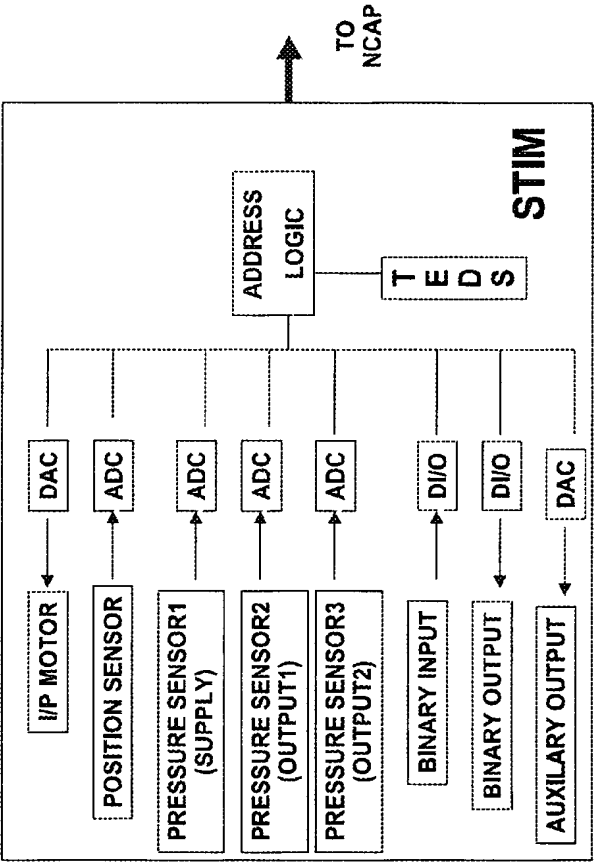 I/P MOTOR
DAC
POSITION SENSOR
ADC
PRESSURE SENSOR1
(SUPPLY)
ADC
PRESSURE SENSOR2
(OUTPUT1)
ADC
PRESSURE SENSOR3
(OUTPUT2)
ADC
BINARY INPUT
DI/O
BINARY OUTPUT
DI/O
AUXILARY OUTPUT
DAC
ADDRESS
LOGIC
TEDS
STIM
TO
NCAP